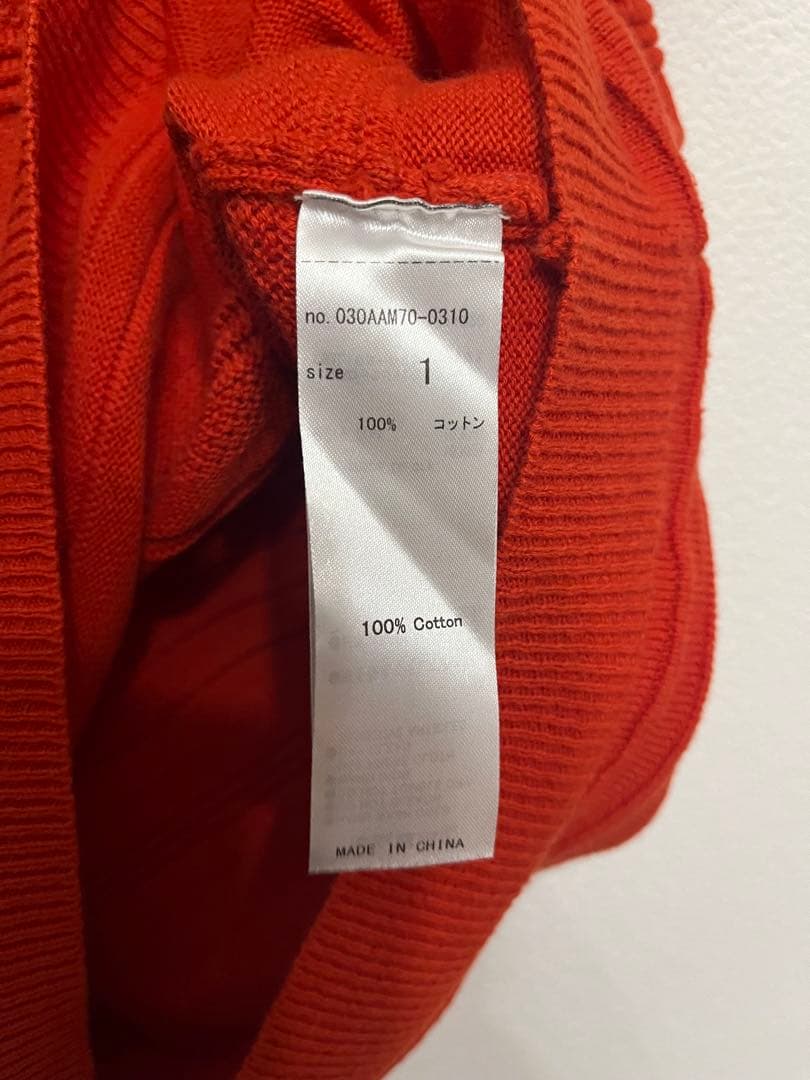 no. 030AAM70-0310
size 1
100% コットン
100% Cotton
MADE IN CHINA